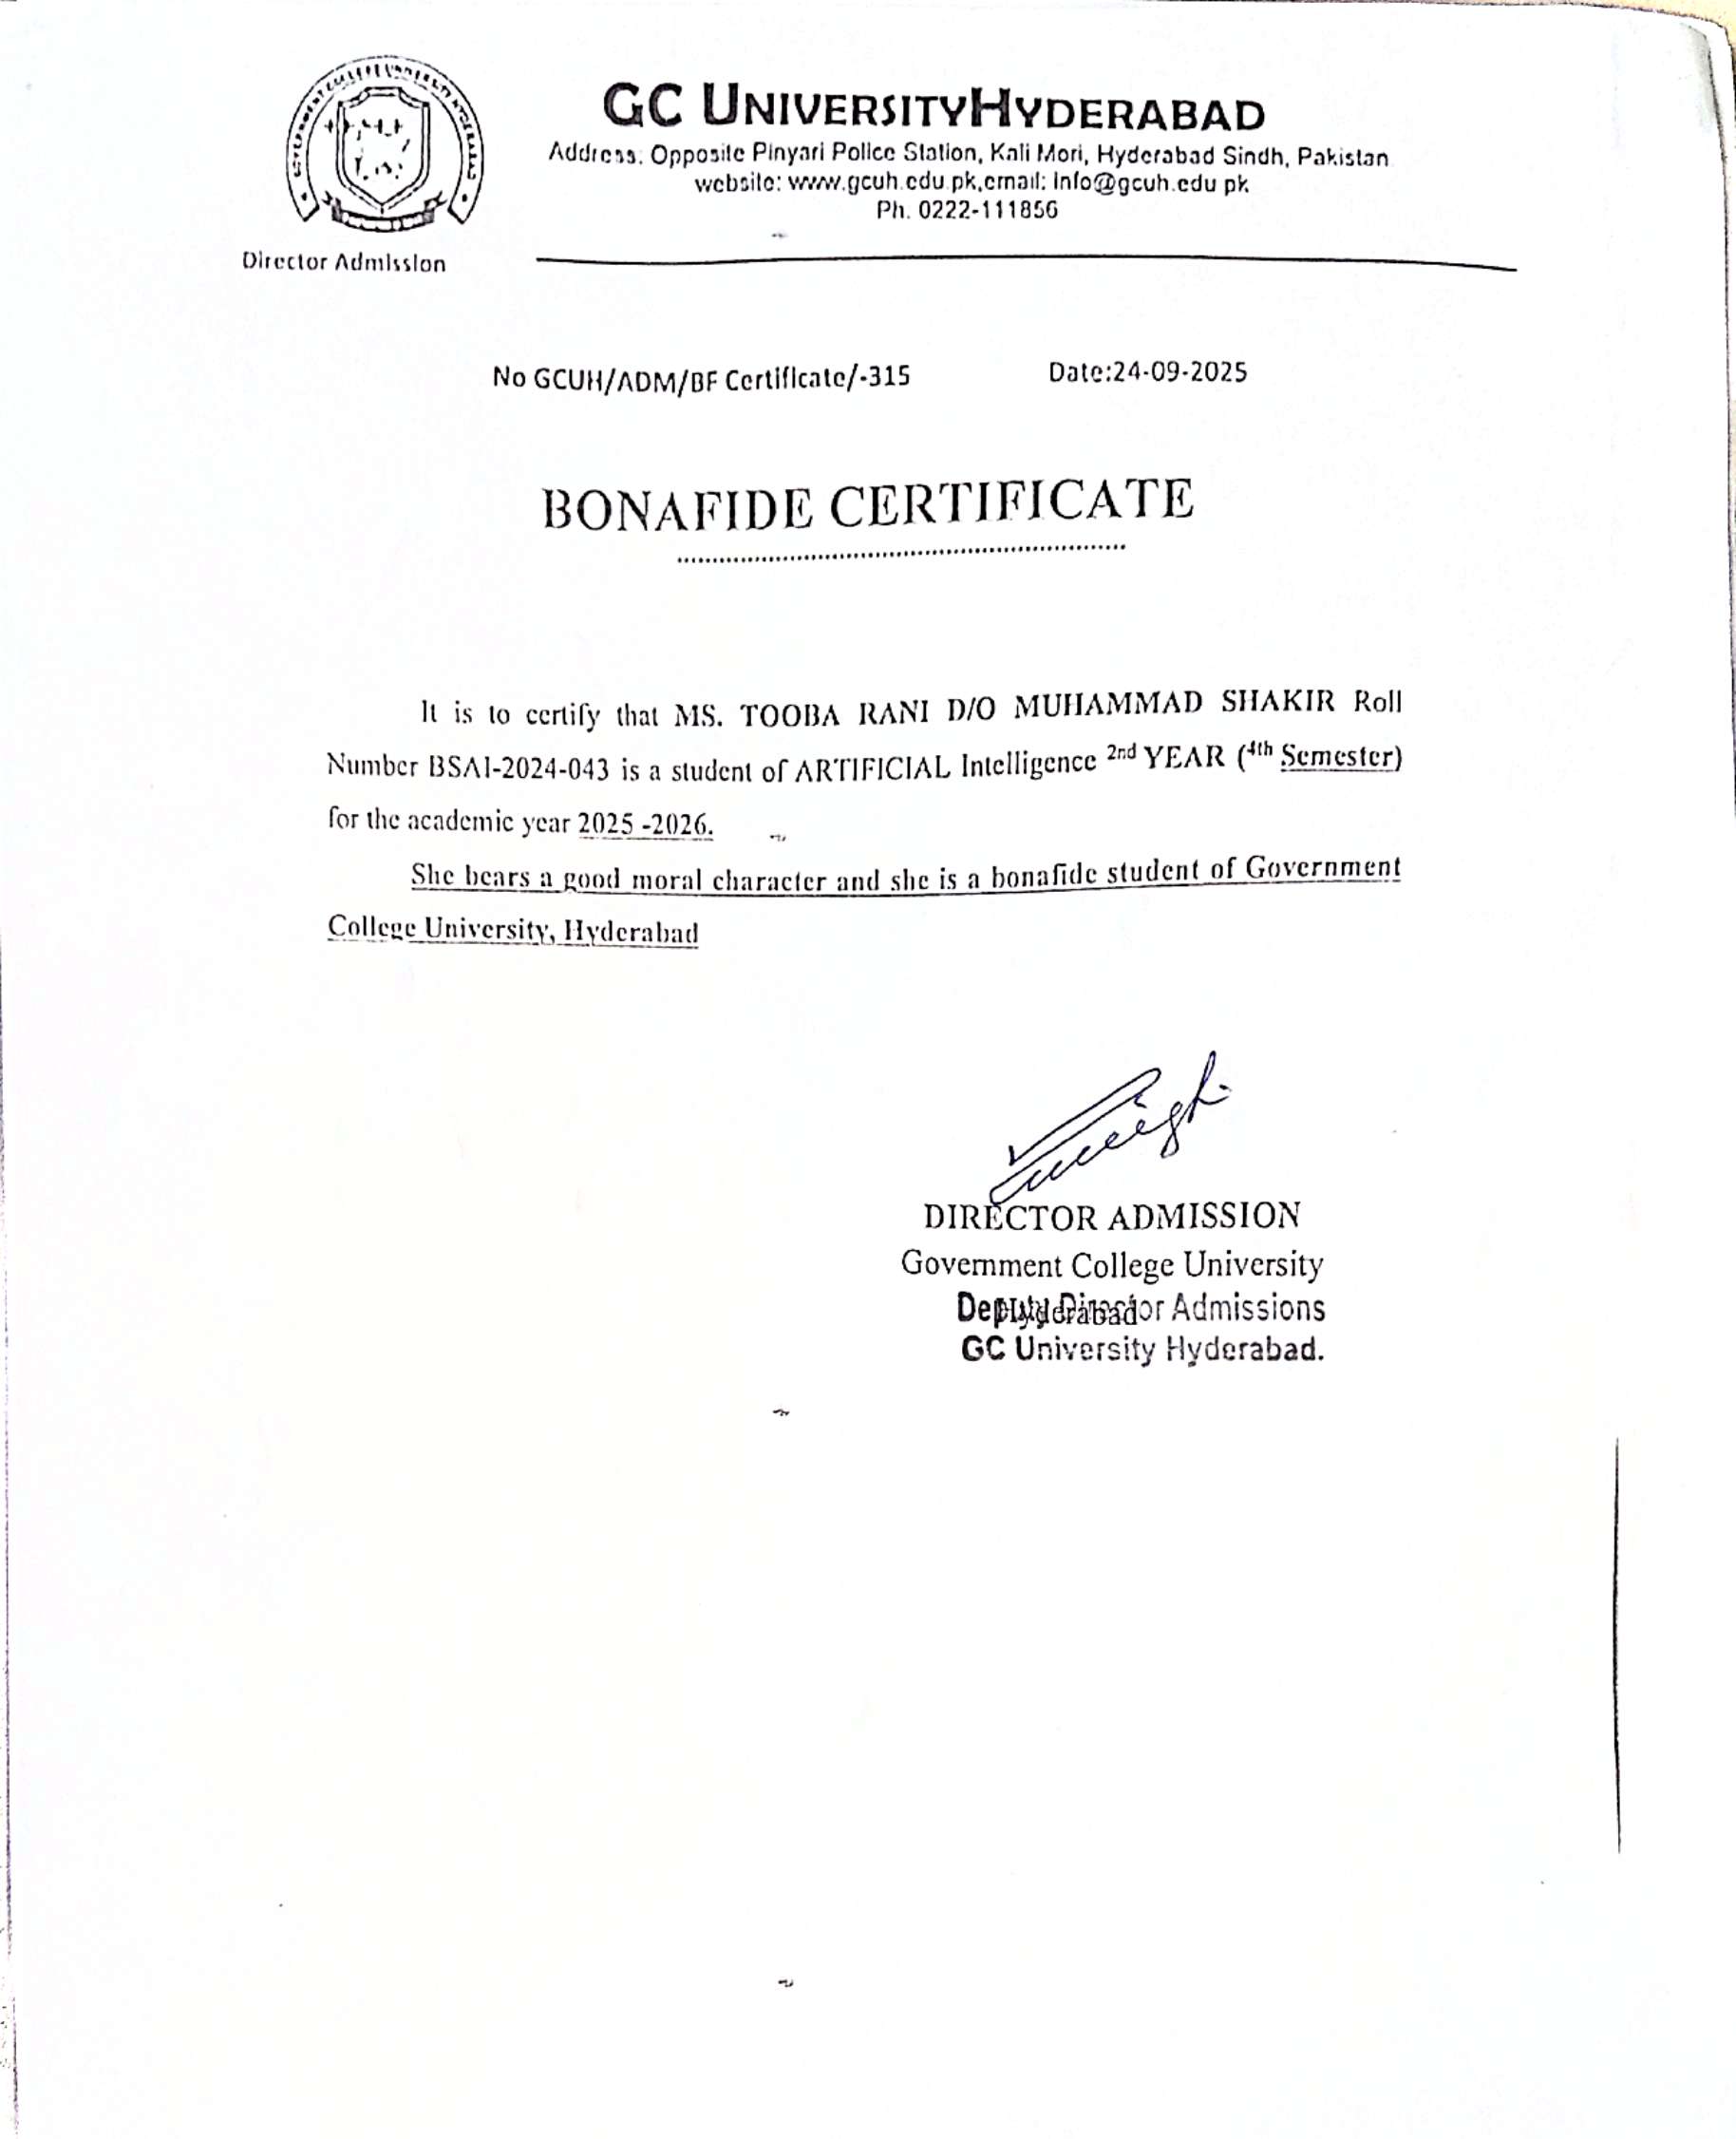 GC UNIVERSITYHYDERABAD
Address: Opposite Pinyari Police Station, Kali Mori, Hyderabad Sindh, Pakistan
website: www.gcuh.edu.pk,email: info@gcuh.edu pk
Ph. 0222-111856
Director Admission
No GCUH/ADM/BF Certificate/-315 Date:24-09-2025
BONAFIDE CERTIFICATE
It is to certify that MS. TOOBA RANI D/O MUHAMMAD SHAKIR Roll
Number BSAI-2024-043 is a student of ARTIFICIAL Intelligence 2nd YEAR (4th Semester)
for the academic year 2025 -2026.
She bears a good moral character and she is a bonafide student of Government
College University, Hyderabad
DIRECTOR ADMISSION
Government College University
Hyderabad
Deputy Director Admissions
GC University Hyderabad.